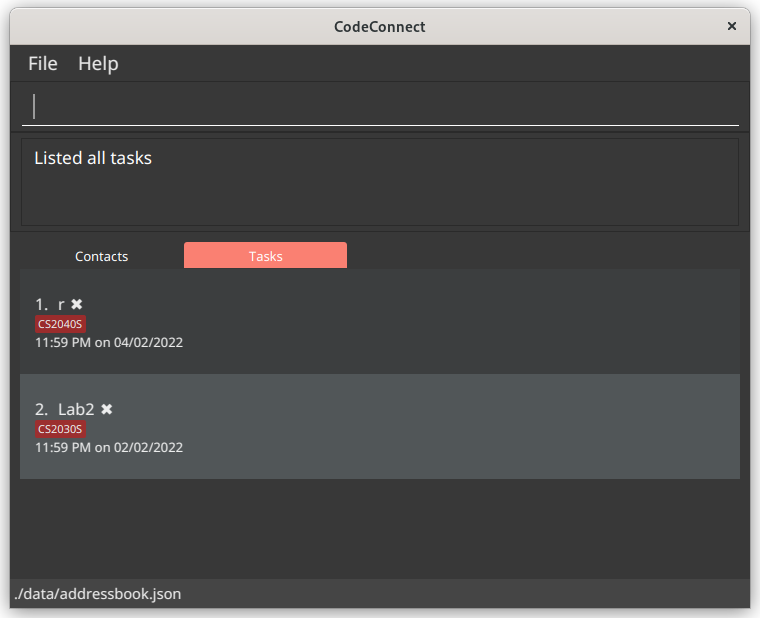 CodeConnect ×
File Help
Listed all tasks
Contacts Tasks
1. r ✖
CS2040S
11:59 PM on 04/02/2022
2. Lab2 ✖
CS2030S
11:59 PM on 02/02/2022
./data/addressbook.json